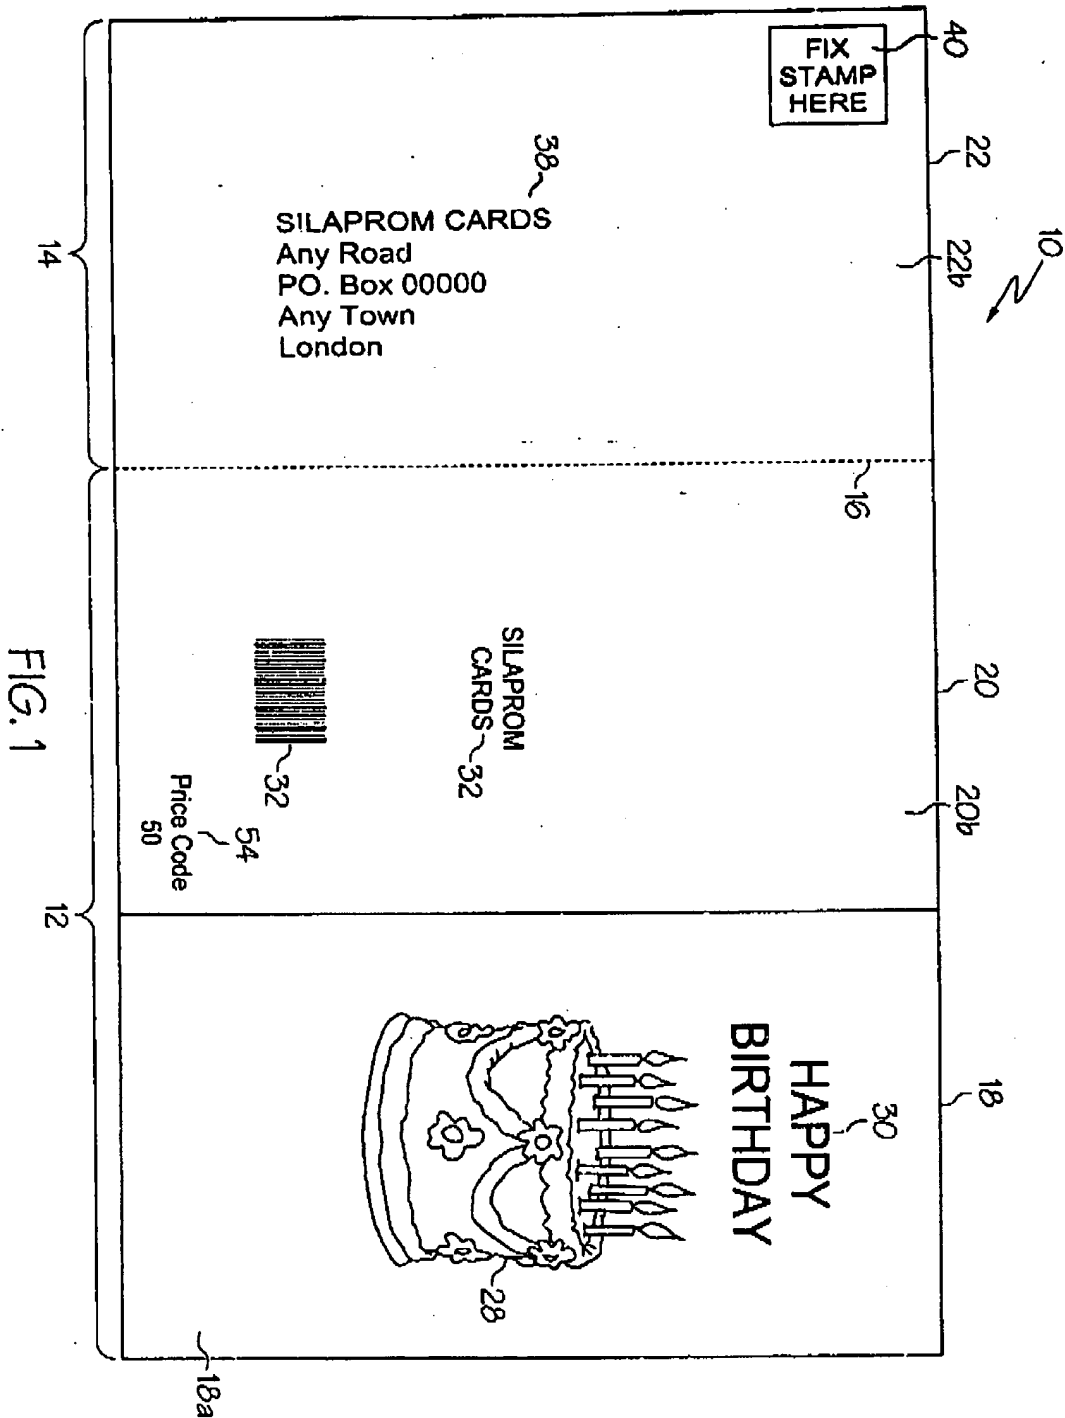 10
40
FIX
STAMP
HERE
22
22b
38
SILAPROM CARDS
Any Road
PO. Box 00000
Any Town
London
14
16
20
20b
SILAPROM
CARDS
32
32
54
Price Code
50
12
18
30
HAPPY
BIRTHDAY
28
18a
FIG. 1